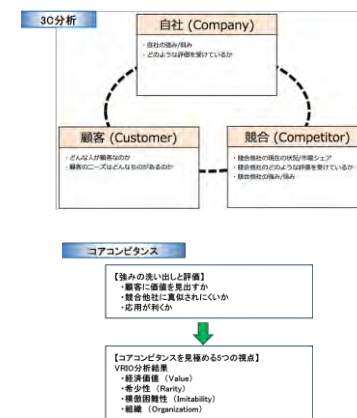 3C分析
自社 (Company)
・自社の強み/弱み
・どのような評価を受けているか
顧客 (Customer)
・どんな人が顧客なのか
・顧客のニーズはどんなものがあるのか
競合 (Competitor)
・競合他社の現在の状況/市場シェア
・競合他社のどのような評価を受けているか
・競合他社の強み/弱み
コアコンピタンス
【強みの洗い出しと評価】
・顧客に価値を見出すか
・競合他社に真似されにくいか
・応用が利くか
【コアコンピタンスを見極める5つの視点】
VRIO分析結果
・経済価値 (Value)
・希少性 (Rarity)
・模倣困難性 (Imitability)
・組織 (Organization)